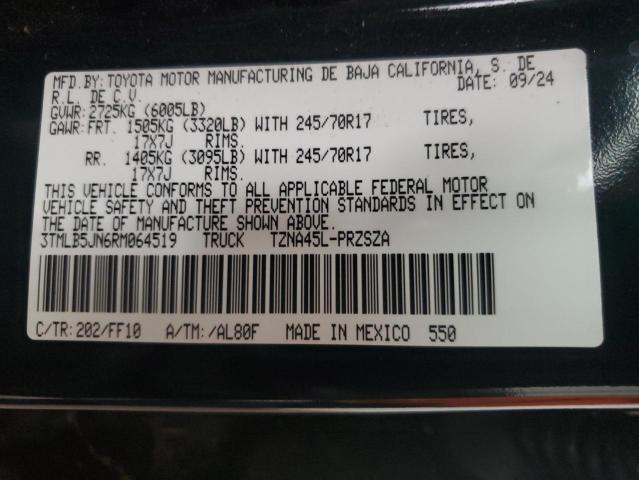 MFD.BY: TOYOTA MOTOR MANUFACTURING DE BAJA CALIFORNIA, S. DE
R.L. DE C.V. DATE: 09/24
GVWR: 2725KG (6005LB)
GAWR: FRT. 1505KG (3320LB) WITH 245/70R17 TIRES,
17X7J RIMS.
RR. 1405KG (3095LB) WITH 245/70R17 TIRES,
17X7J RIMS.
THIS VEHICLE CONFORMS TO ALL APPLICABLE FEDERAL MOTOR
VEHICLE SAFETY AND THEFT PREVENTION STANDARDS IN EFFECT ON
THE DATE OF MANUFACTURE SHOWN ABOVE.
3TMLB5JN6RM064519 TRUCK TZNA45L-PRZSZA
C/TR: 202/FF10 A/TM: /AL80F MADE IN MEXICO 550